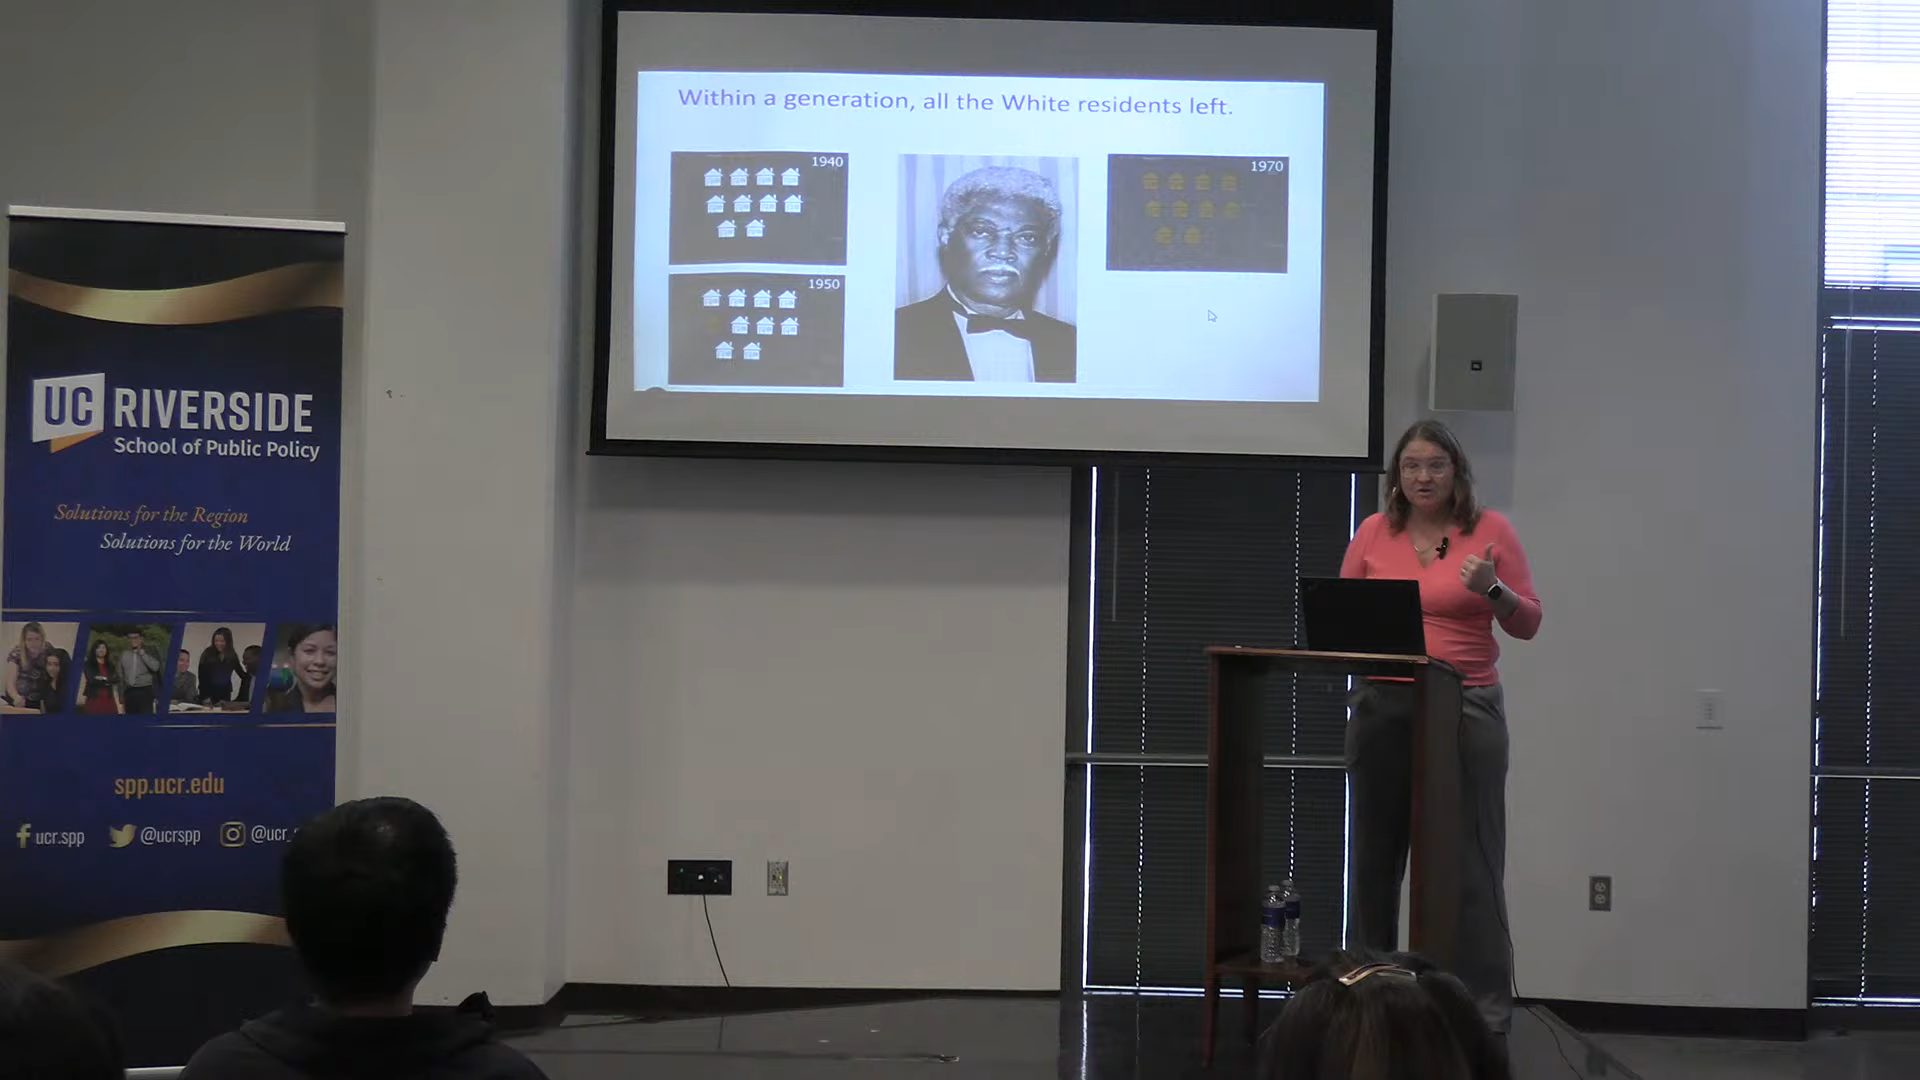 Within a generation, all the White residents left.
1940
1970
1950
UC RIVERSIDE
School of Public Policy
Solutions for the Region
Solutions for the World
spp.ucr.edu
ucr.spp
@ucrspp
@ucr_